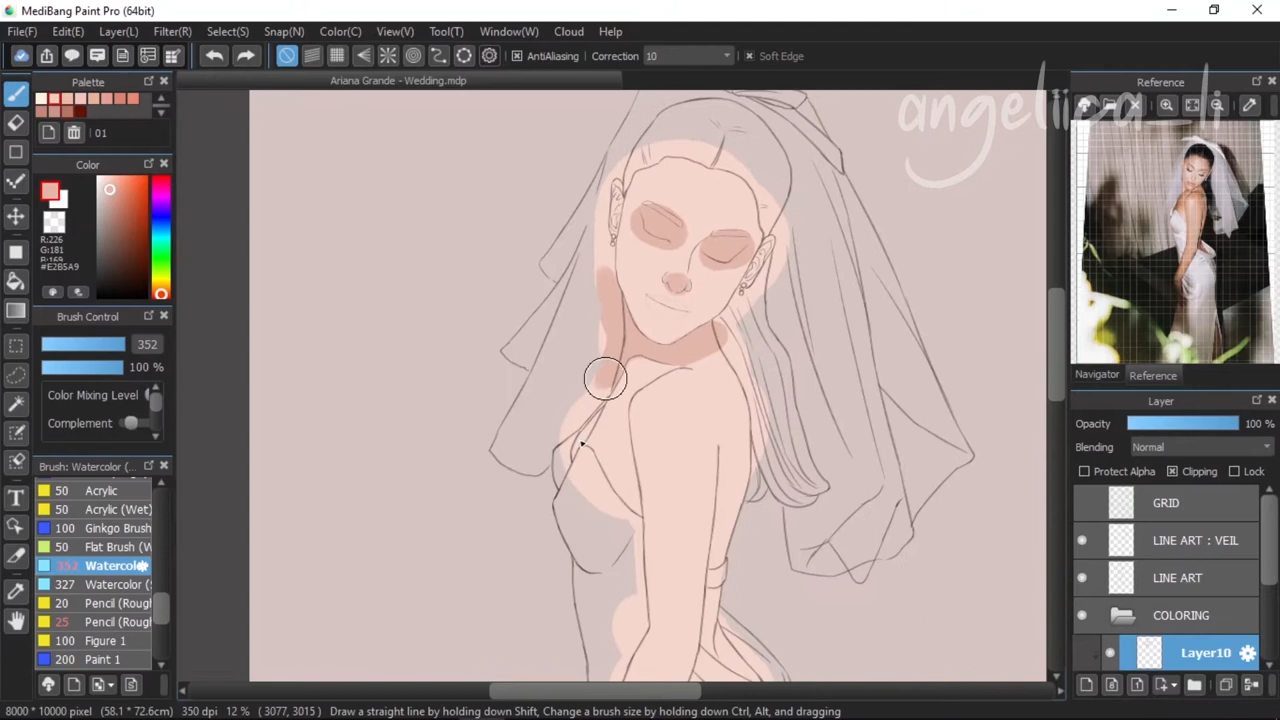 MediBang Paint Pro (64bit)
File(F) Edit(E) Layer(L) Filter(R) Select(S) Snap(N) Color(C) View(V) Tool(T) Window(W) Cloud Help
AntiAliasing Correction 10 Soft Edge
Palette
Ariana Grande - Wedding.mdp
Reference
angeliina_li
01
Color
R:226
G:181
B:169
#E2B5A9
Brush Control
352
100 %
Color Mixing Level
Complement
Navigator Reference
Layer
Opacity 100 %
Blending Normal
Protect Alpha Clipping Lock
Brush: Watercolor (...
50 Acrylic
50 Acrylic (Wet)
100 Ginkgo Brush
50 Flat Brush (W
352 Watercolo
327 Watercolor (
20 Pencil (Rough
25 Pencil (Rough
100 Figure 1
200 Paint 1
GRID
LINE ART : VEIL
LINE ART
COLORING
Layer10
8000 * 10000 pixel (58.1 * 72.6cm) 350 dpi 12 % ( 3077, 3015 ) Draw a straight line by holding down Shift, Change a brush size by holding down Ctrl, Alt, and dragging